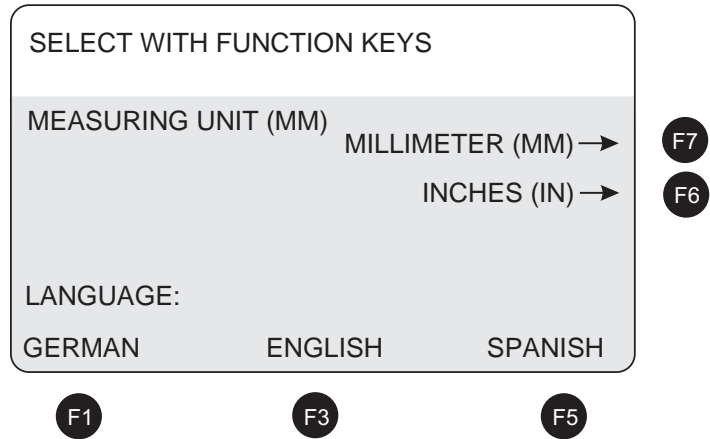 SELECT WITH FUNCTION KEYS
MEASURING UNIT (MM)
MILLIMETER (MM)
F7
INCHES (IN)
F6
LANGUAGE:
GERMAN ENGLISH SPANISH
F1 F3 F5